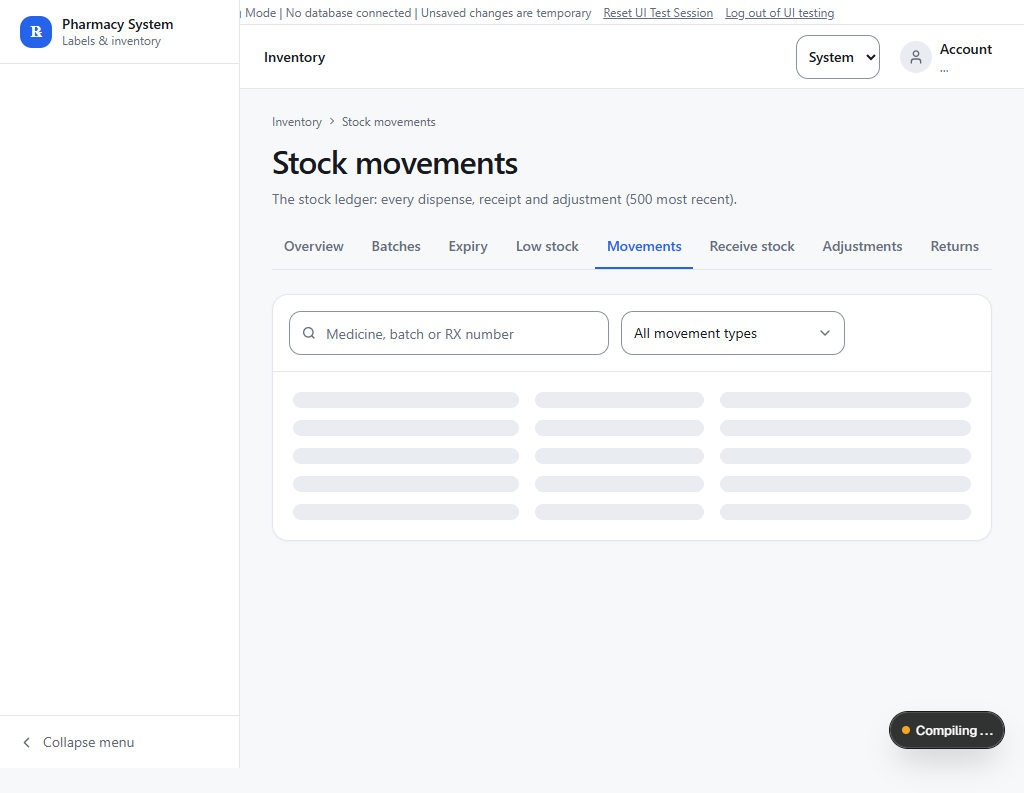 Mode | No database connected | Unsaved changes are temporary Reset UI Test Session Log out of UI testing
Pharmacy System
Labels & inventory
Inventory
System
Account
...
Inventory > Stock movements
Stock movements
The stock ledger: every dispense, receipt and adjustment (500 most recent).
Overview Batches Expiry Low stock Movements Receive stock Adjustments Returns
Medicine, batch or RX number
All movement types
Collapse menu
Compiling ...